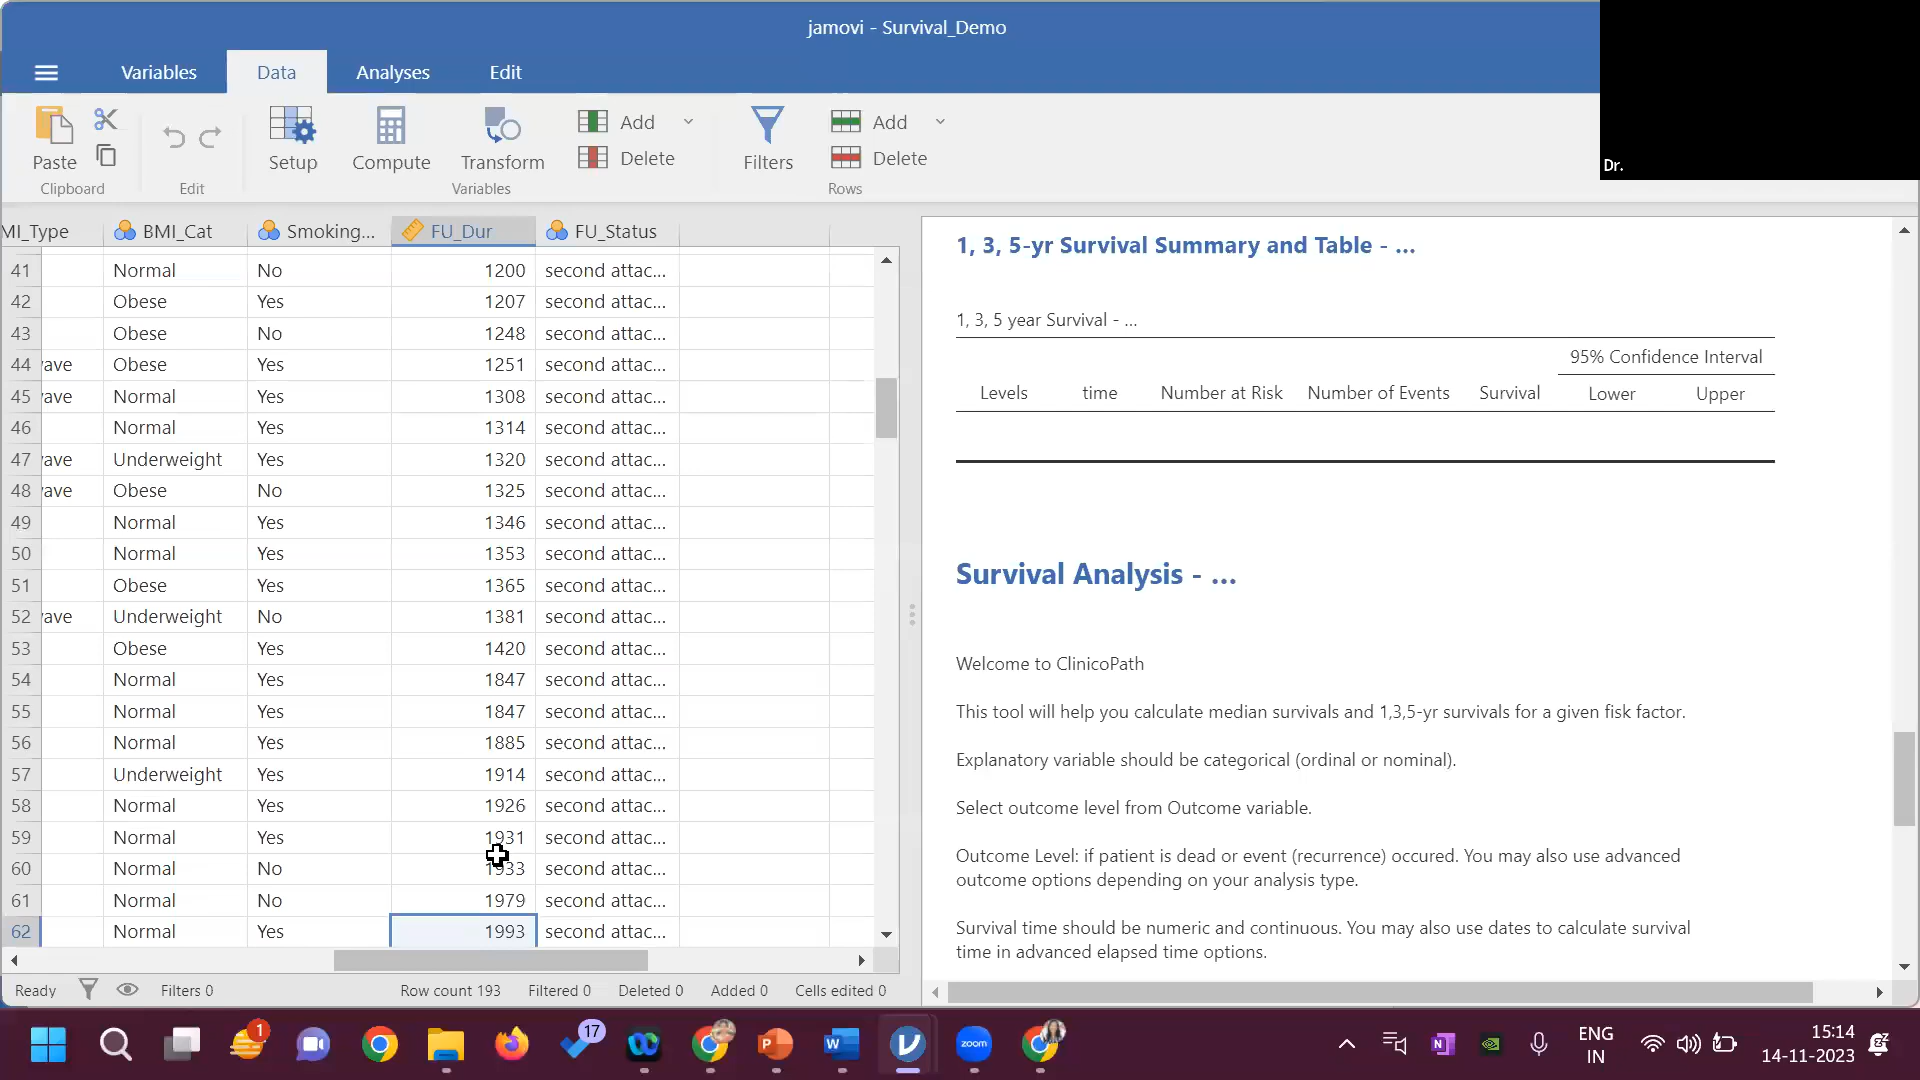 jamovi - Survival_Demo
Dr.
Variables Data Analyses Edit
Paste
Clipboard
Edit
Setup Compute Transform
Add
Delete
Variables
Filters
Add
Delete
Rows
MI_Type BMI_Cat Smoking... FU_Dur FU_Status
41 Normal No 1200 second attac...
42 Obese Yes 1207 second attac...
43 Obese No 1248 second attac...
44 vave Obese Yes 1251 second attac...
45 vave Normal Yes 1308 second attac...
46 Normal Yes 1314 second attac...
47 vave Underweight Yes 1320 second attac...
48 vave Obese No 1325 second attac...
49 Normal Yes 1346 second attac...
50 Normal Yes 1353 second attac...
51 Obese Yes 1365 second attac...
52 vave Underweight No 1381 second attac...
53 Obese Yes 1420 second attac...
54 Normal Yes 1847 second attac...
55 Normal Yes 1847 second attac...
56 Normal Yes 1885 second attac...
57 Underweight Yes 1914 second attac...
58 Normal Yes 1926 second attac...
59 Normal Yes 1931 second attac...
60 Normal No 1933 second attac...
61 Normal No 1979 second attac...
62 Normal Yes 1993 second attac...
Ready Filters 0 Row count 193 Filtered 0 Deleted 0 Added 0 Cells edited 0
1, 3, 5-yr Survival Summary and Table - ...
1, 3, 5 year Survival - ...
95% Confidence Interval
Levels time Number at Risk Number of Events Survival Lower Upper
Survival Analysis - ...
Welcome to ClinicoPath
This tool will help you calculate median survivals and 1,3,5-yr survivals for a given fisk factor.
Explanatory variable should be categorical (ordinal or nominal).
Select outcome level from Outcome variable.
Outcome Level: if patient is dead or event (recurrence) occured. You may also use advanced
outcome options depending on your analysis type.
Survival time should be numeric and continuous. You may also use dates to calculate survival
time in advanced elapsed time options.
1
17
zoom
ENG
IN
15:14
14-11-2023